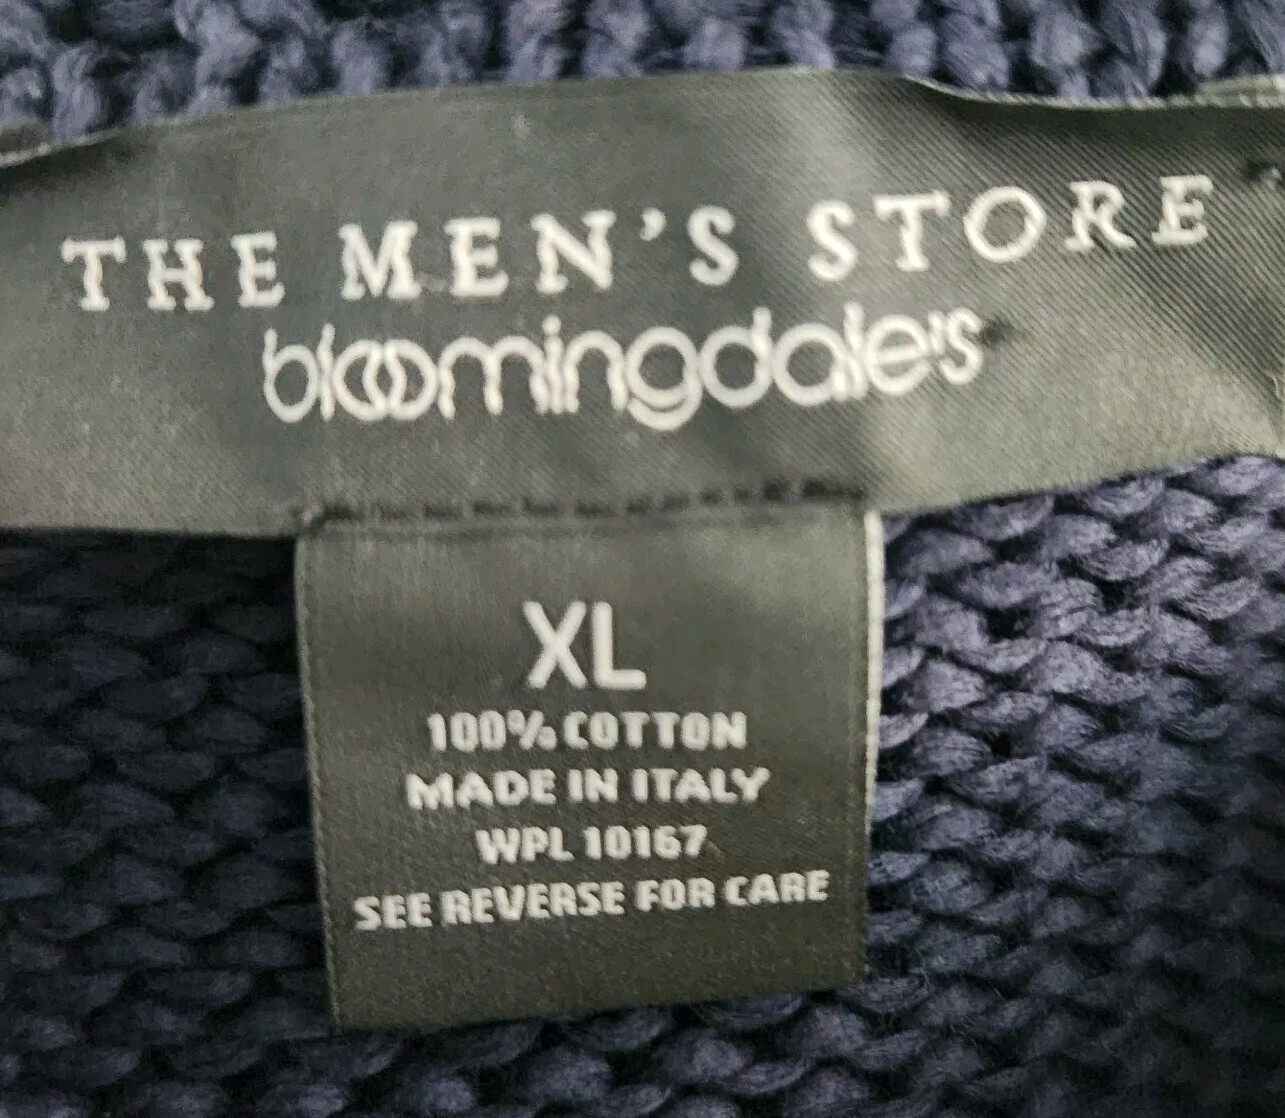 THE MEN'S STORE
bloomingdale's
XL
100% COTTON
MADE IN ITALY
WPL 10167
SEE REVERSE FOR CARE